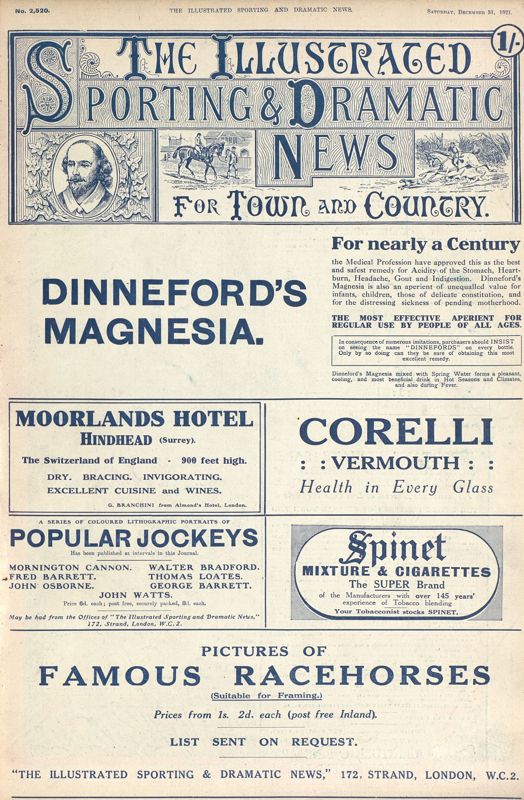 No. 2,520.
THE ILLUSTRATED SPORTING AND DRAMATIC NEWS.
SATURDAY, DECEMBER 31, 1921.
1/-
THE ILLUSTRATED
SPORTING & DRAMATIC
NEWS
FOR TOWN AND COUNTRY.
DINNEFORD'S
MAGNESIA.
For nearly a Century
the Medical Profession have approved this as the best
and safest remedy for Acidity of the Stomach, Heart-
burn, Headache, Gout and Indigestion. Dinneford's
Magnesia is also an aperient of unequalled value for
infants, children, those of delicate constitution, and
for the distressing sickness of pending motherhood.
THE MOST EFFECTIVE APERIENT FOR
REGULAR USE BY PEOPLE OF ALL AGES.
In consequence of numerous imitations, purchasers should INSIST
on seeing the name "DINNEFORDS" on every bottle.
Only by so doing can they be sure of obtaining this most
excellent remedy.
Dinneford's Magnesia mixed with Spring Water forms a pleasant,
cooling, and most beneficial drink in Hot Seasons and Climates,
and also during Fever.
MOORLANDS HOTEL
HINDHEAD (Surrey).
The Switzerland of England - 900 feet high.
DRY. BRACING. INVIGORATING.
EXCELLENT CUISINE and WINES.
G. BRANCHINI from Almond's Hotel, London.
CORELLI
: : VERMOUTH : :
Health in Every Glass
A SERIES OF COLOURED LITHOGRAPHIC PORTRAITS OF
POPULAR JOCKEYS
Has been published at intervals in this Journal.
MORNINGTON CANNON. WALTER BRADFORD.
FRED BARRETT. THOMAS LOATES.
JOHN OSBORNE. GEORGE BARRETT.
JOHN WATTS.
Price 6d. each; post free, securely packed, 8d. each.
May be had from the Offices of "The Illustrated Sporting and Dramatic News,"
172, Strand, London, W.C.2.
Spinet
MIXTURE & CIGARETTES
The SUPER Brand
of the Manufacturers with over 145 years'
experience of Tobacco blending
Your Tobacconist stocks SPINET.
PICTURES OF
FAMOUS RACEHORSES
(Suitable for Framing.)
Prices from 1s. 2d. each (post free Inland).
LIST SENT ON REQUEST.
"THE ILLUSTRATED SPORTING & DRAMATIC NEWS," 172, STRAND, LONDON, W.C.2.